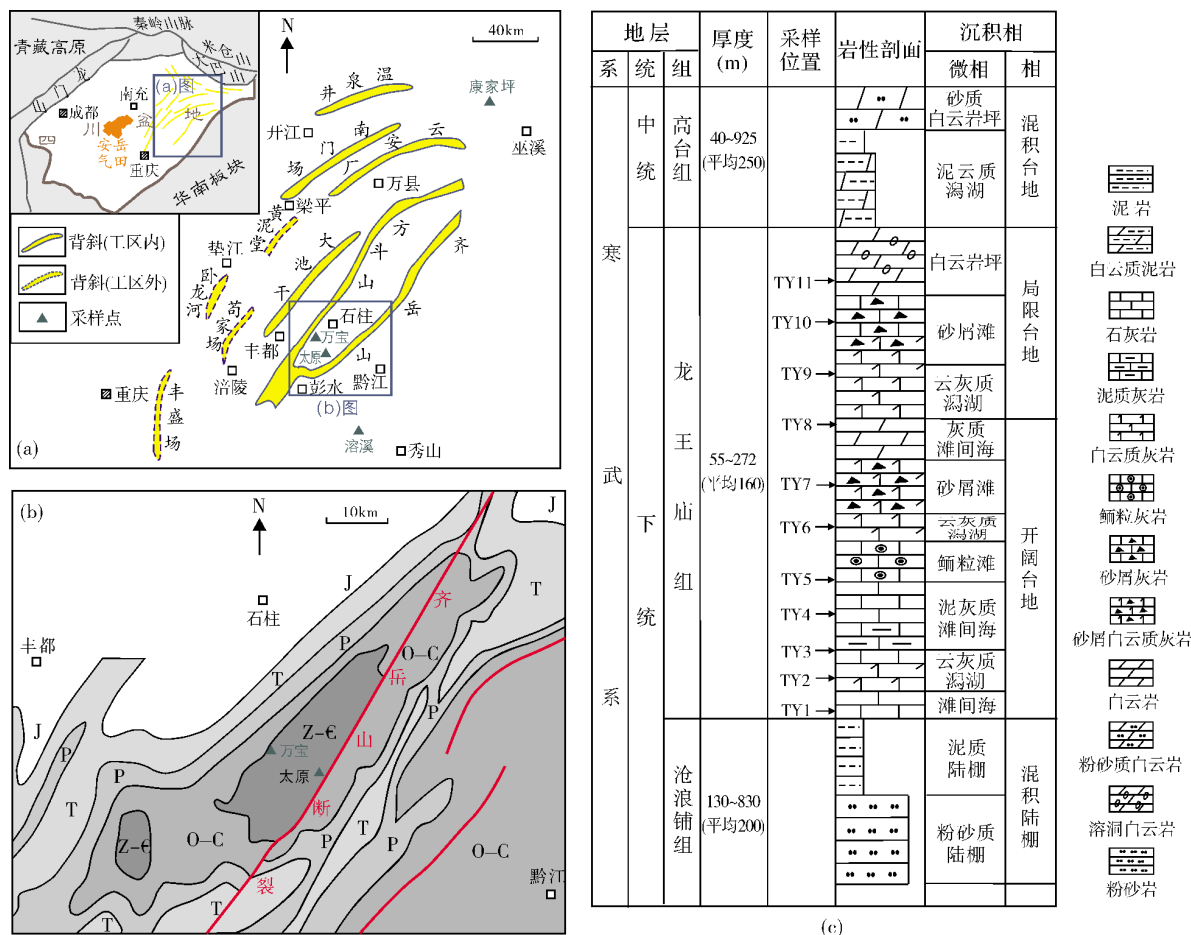 秦岭山脉
青藏高原
米仓山
大巴山
龙门山
(a)图
成都
南充
四川盆地
安岳
气田
重庆
华南板块
背斜(工区内)
背斜(工区外)
采样点
N
40km
温泉井
康家坪
开江
巫溪
南门场
云安厂
万县
梁平
黄泥堂
垫江
大池干
方斗山
齐岳山
卧龙河
苟家场
石柱
万宝
太原
丰都
涪陵
彭水
黔江
(b)图
重庆
丰盛场
溶溪
秀山
(a)
(b)
N
10km
J
T
J
P
石柱
齐
丰都
P
O–C
T
岳
T
P
J
Z–Є
万宝
山
P
P
太原
T
断
T
P
Z–Є
O–C
P
O–C
裂
黔江
T
T
地层
厚度
(m)
采样
位置
岩性剖面
沉积相
系
统
组
微相
相
寒武系
中统
高台组
40~925
(平均250)
砂质
白云岩坪
泥云质
潟湖
混积台地
下统
龙王庙组
55~272
(平均160)
TY11
TY10
TY9
TY8
TY7
TY6
TY5
TY4
TY3
TY2
TY1
白云岩坪
砂屑滩
云灰质
潟湖
局限台地
灰质
滩间海
砂屑滩
云灰质
潟湖
鲕粒滩
泥灰质
滩间海
云灰质
潟湖
滩间海
开阔台地
沧浪铺组
130~830
(平均200)
泥质
陆棚
粉砂质
陆棚
混积陆棚
(c)
泥岩
白云质泥岩
石灰岩
泥质灰岩
白云质灰岩
鲕粒灰岩
砂屑灰岩
砂屑白云质灰岩
白云岩
粉砂质白云岩
溶洞白云岩
粉砂岩